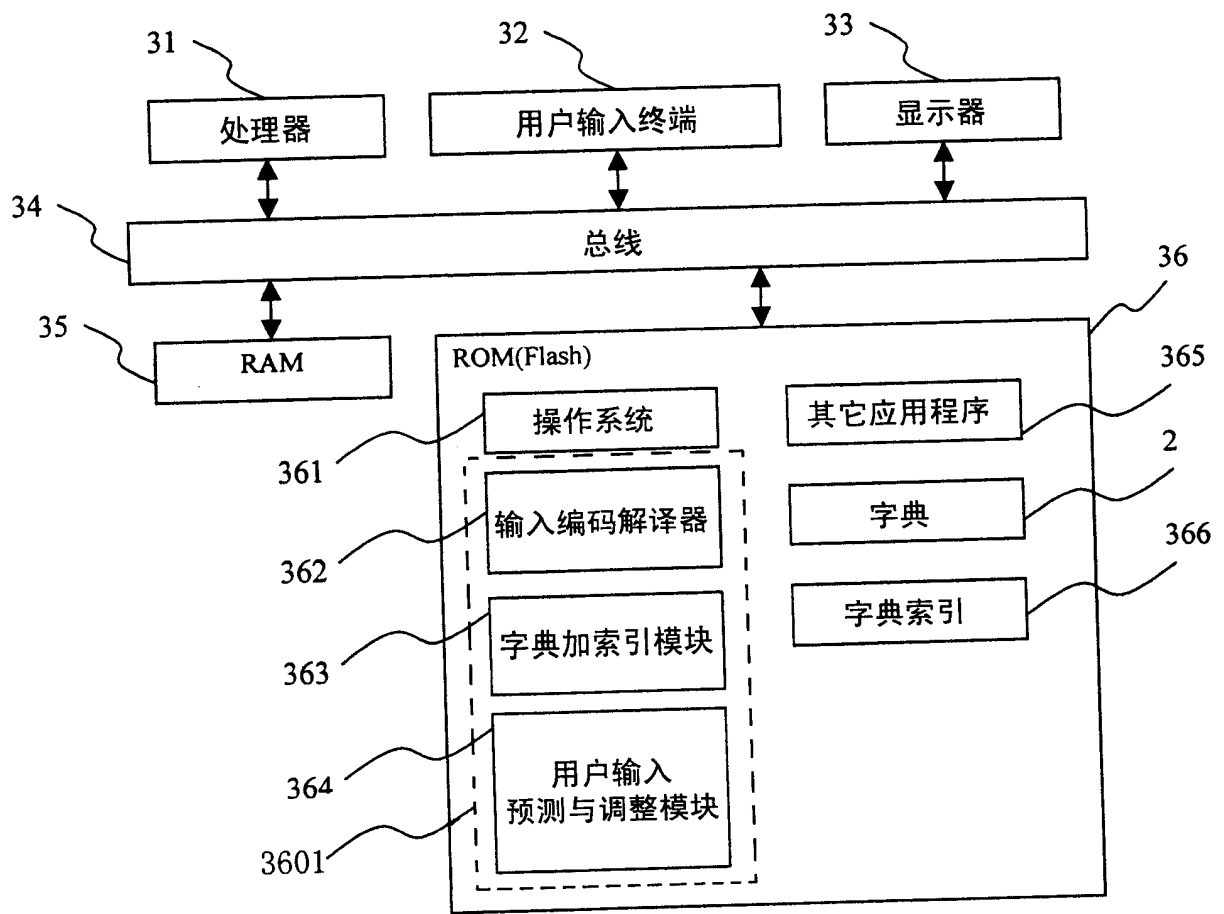 31
32
33
处理器
用户输入终端
显示器
34
总线
36
35
RAM
ROM(Flash)
365
361
操作系统
其它应用程序
2
362
输入编码解译器
字典
366
363
字典加索引模块
字典索引
364
用户输入
预测与调整模块
3601